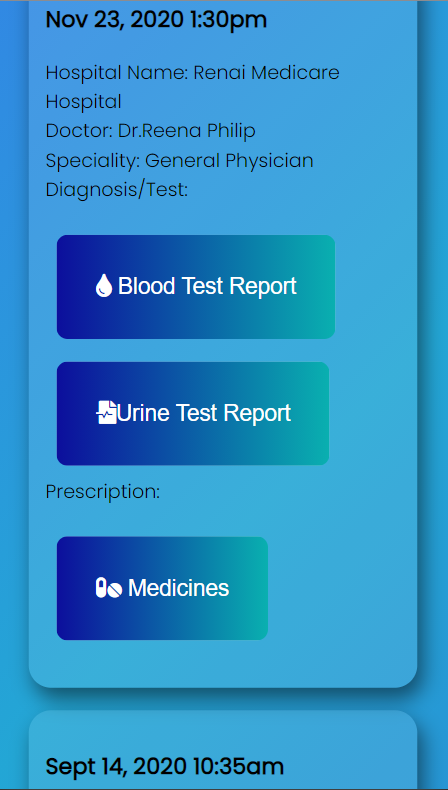 Nov 23, 2020 1:30pm
Hospital Name: Renai Medicare
Hospital
Doctor: Dr.Reena Philip
Speciality: General Physician
Diagnosis/Test:
Blood Test Report
Urine Test Report
Prescription:
Medicines
Sept 14, 2020 10:35am